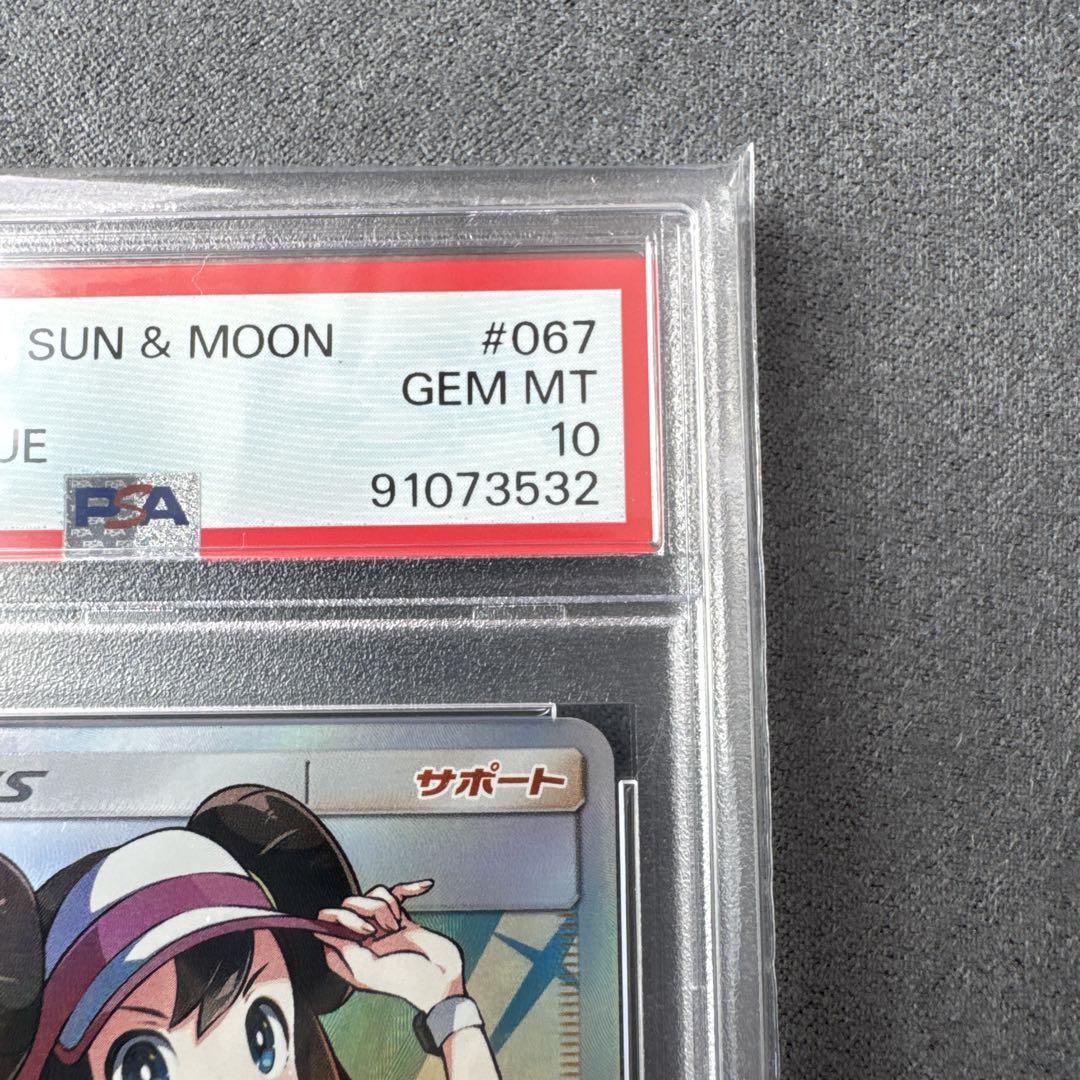 SUN & MOON #067
GEM MT
UE 10
PSA
91073532
サポート